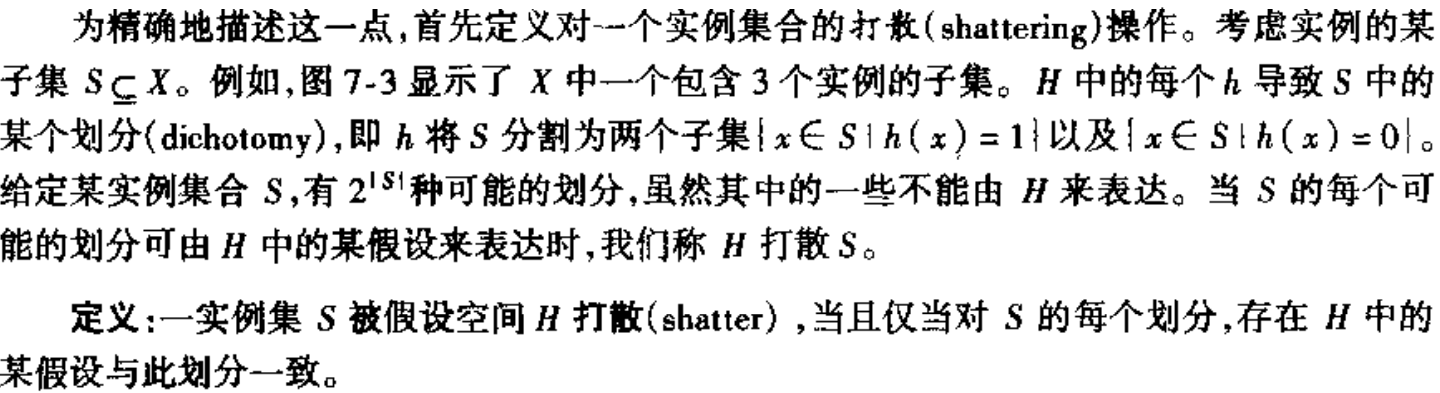 为精确地描述这一点,首先定义对一个实例集合的打散(shattering)操作。考虑实例的某
子集 S⊆X。例如,图 7-3 显示了 X 中一个包含 3 个实例的子集。H 中的每个 h 导致 S 中的
某个划分(dichotomy),即 h 将 S 分割为两个子集{x∈S|h(x)=1}以及{x∈S|h(x)=0}。
给定某实例集合 S,有 2^|S|种可能的划分,虽然其中的一些不能由 H 来表达。当 S 的每个可
能的划分可由 H 中的某假设来表达时,我们称 H 打散 S。
定义:一实例集 S 被假设空间 H 打散(shatter),当且仅当对 S 的每个划分,存在 H 中的
某假设与此划分一致。